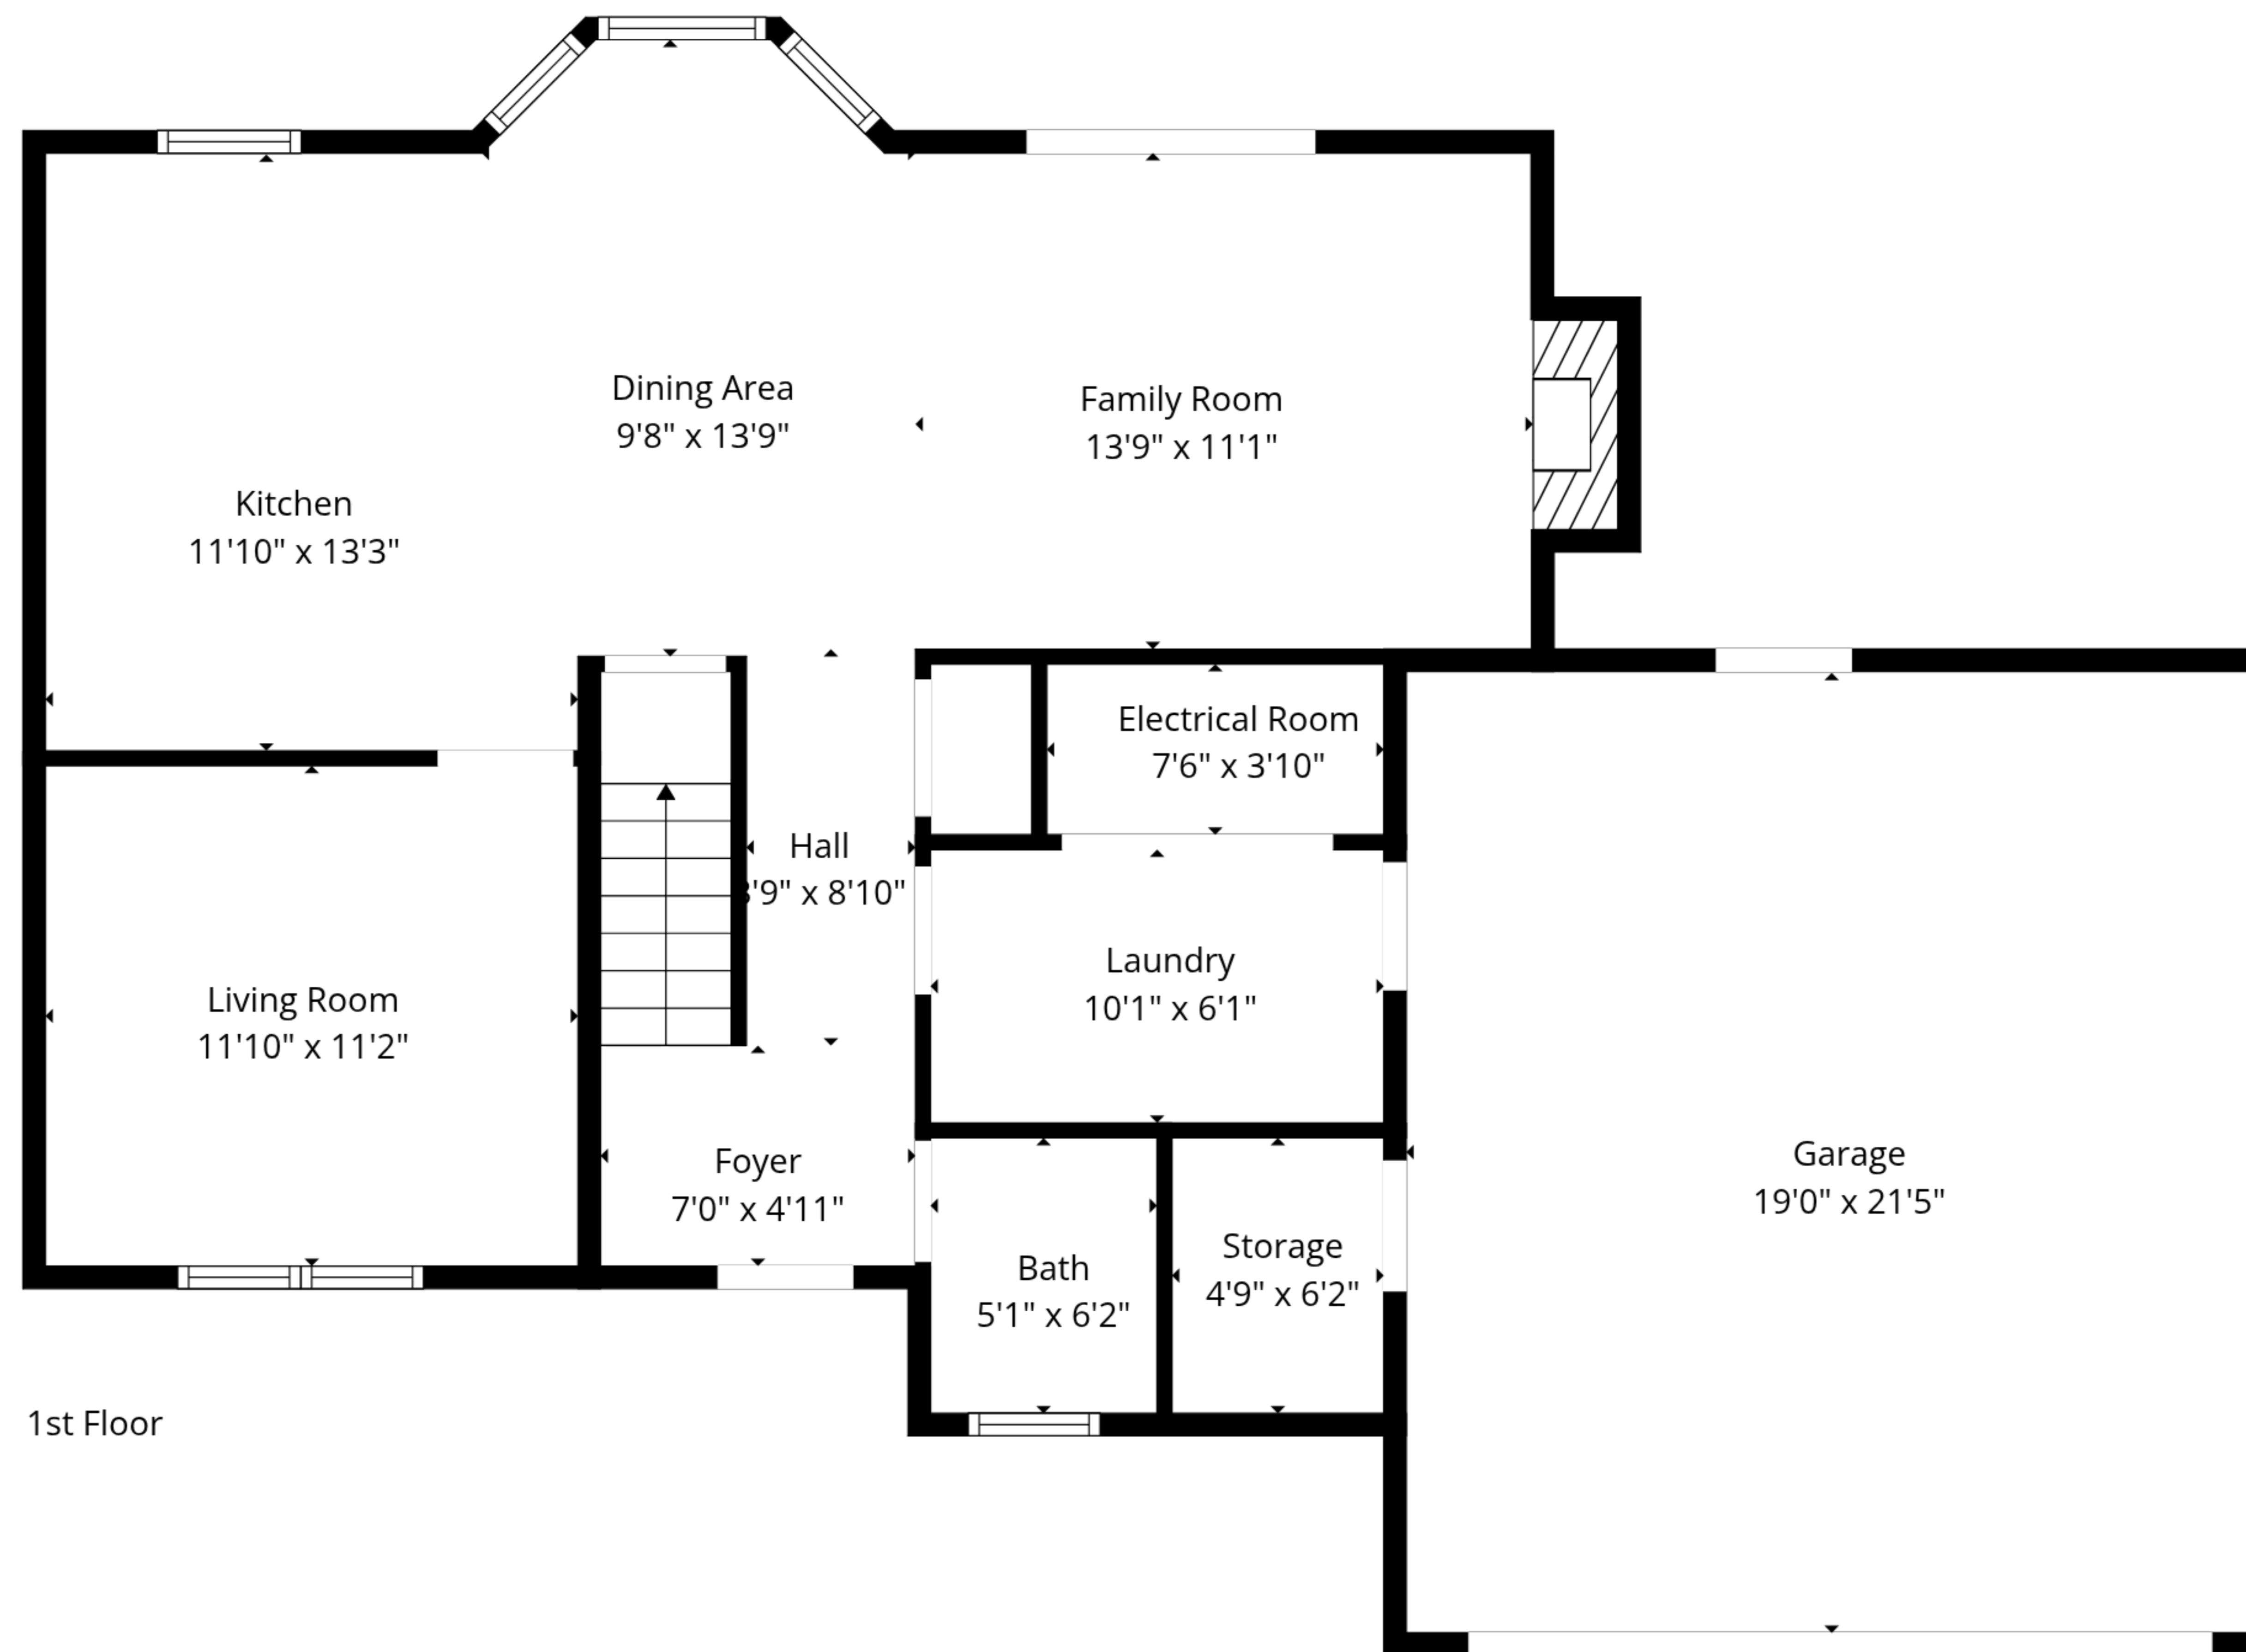 Dining Area
9'8" x 13'9"
Family Room
13'9" x 11'1"
Kitchen
11'10" x 13'3"
Electrical Room
7'6" x 3'10"
Hall
3'9" x 8'10"
Laundry
10'1" x 6'1"
Living Room
11'10" x 11'2"
Foyer
7'0" x 4'11"
Garage
19'0" x 21'5"
Storage
4'9" x 6'2"
Bath
5'1" x 6'2"
1st Floor